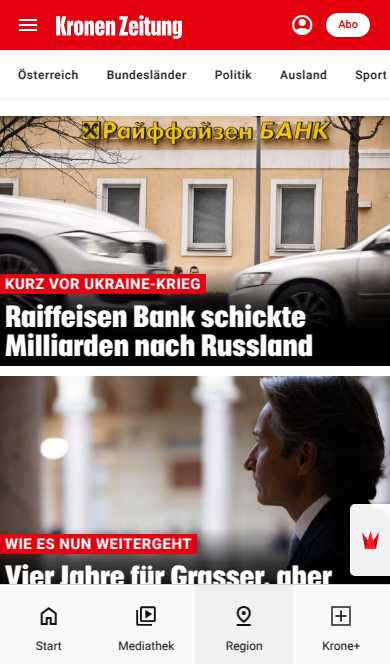 Kronen Zeitung
Abo
Österreich Bundesländer Politik Ausland Sport
Райффайзен БАНК
KURZ VOR UKRAINE-KRIEG
Raiffeisen Bank schickte
Milliarden nach Russland
WIE ES NUN WEITERGEHT
Vier Jahre für Grasser, aber
Start Mediathek Region Krone+